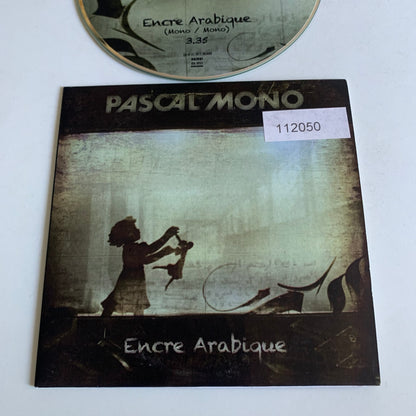 Encre Arabique
(Mono / Mono)
3.35
PASCAL MONO
112050
Encre Arabique